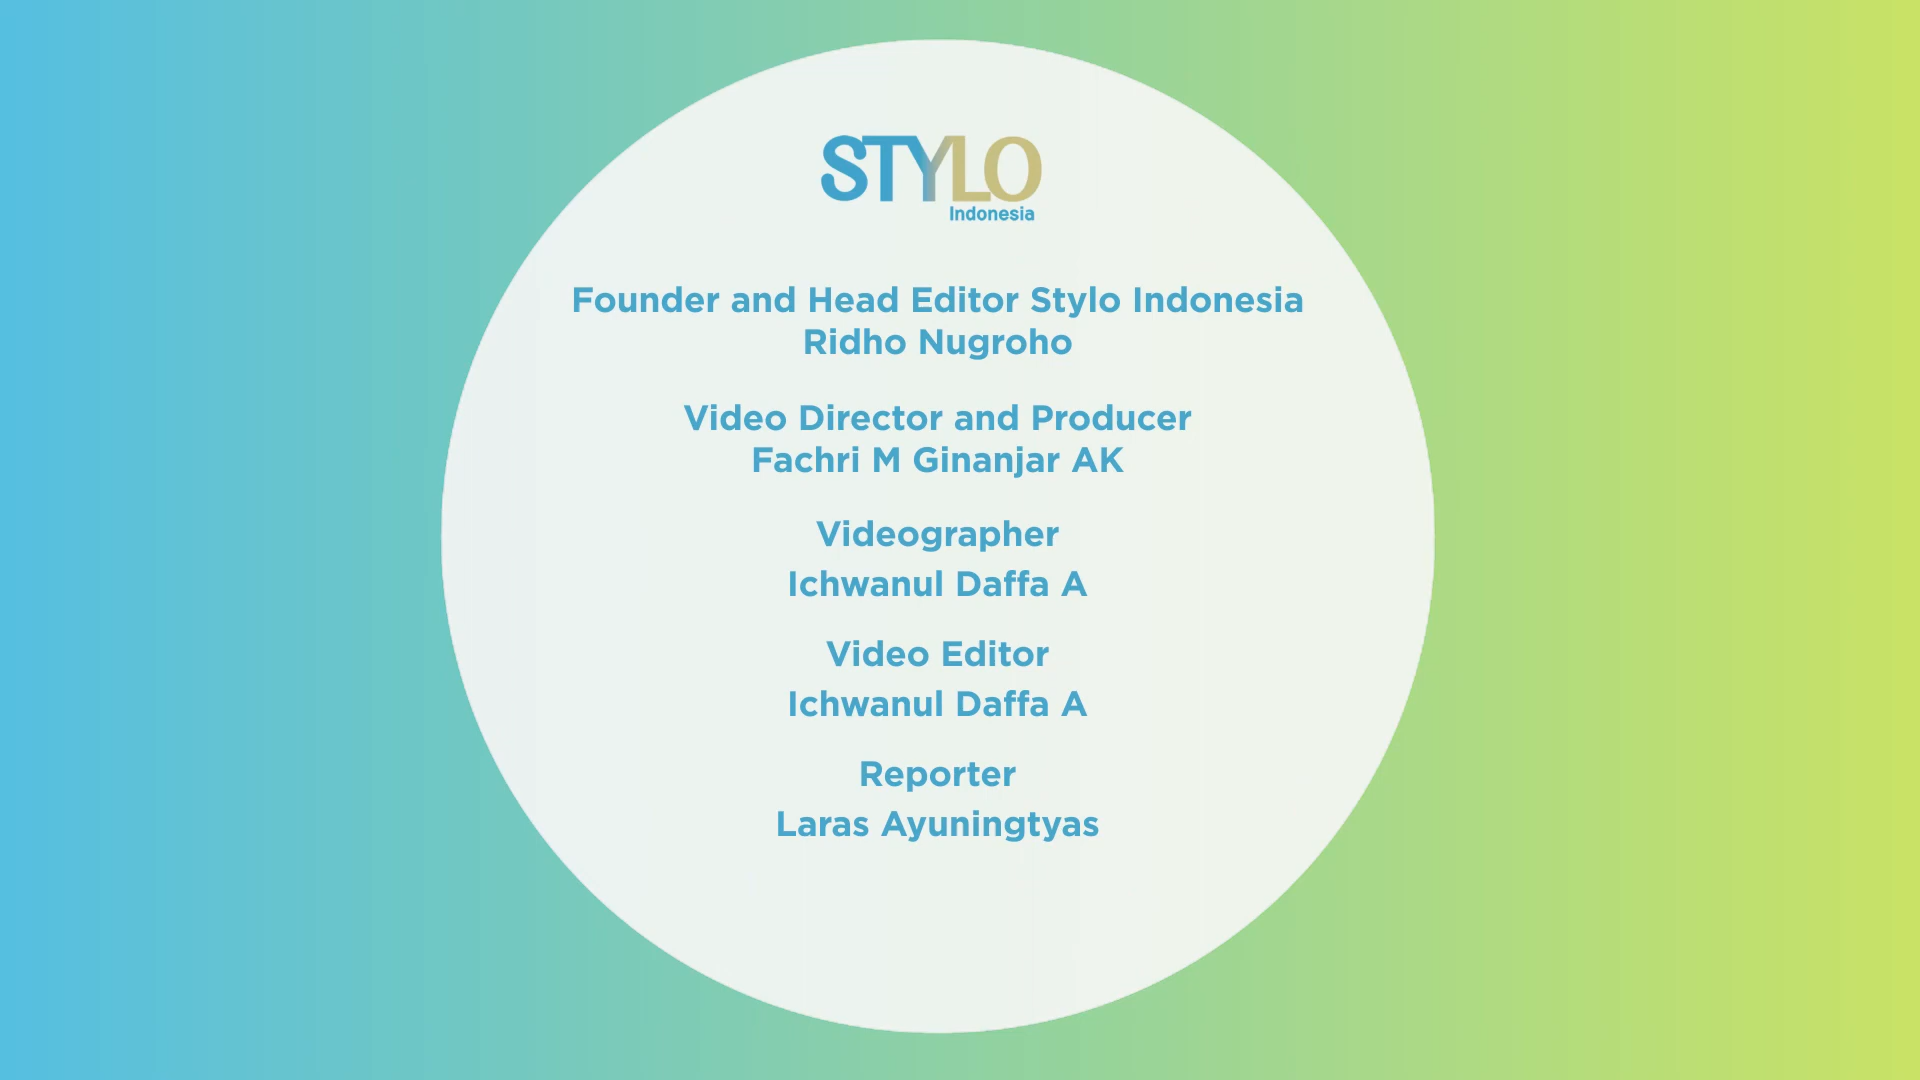 STYLO
Indonesia
Founder and Head Editor Stylo Indonesia
Ridho Nugroho
Video Director and Producer
Fachri M Ginanjar AK
Videographer
Ichwanul Daffa A
Video Editor
Ichwanul Daffa A
Reporter
Laras Ayuningtyas